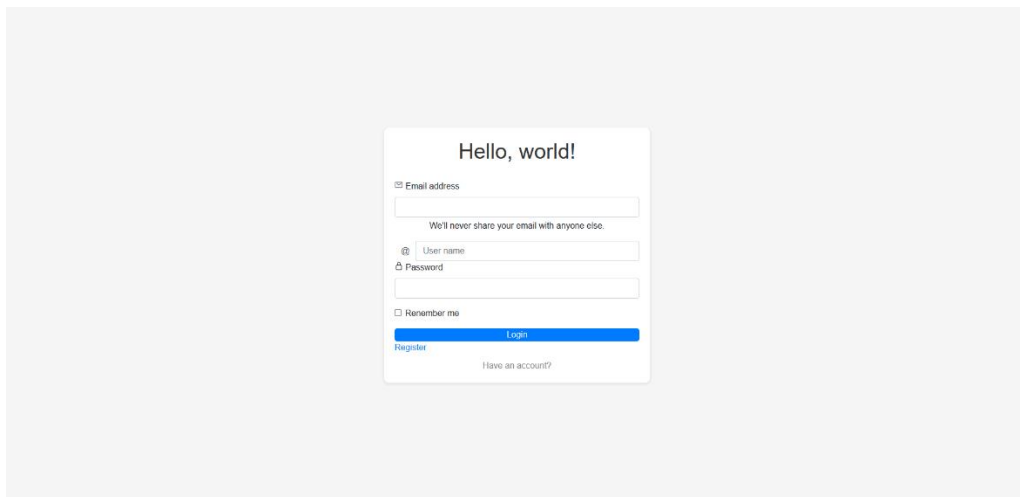 Hello, world!
Email address
We'll never share your email with anyone else.
@ User name
Password
Remember me
Login
Register
Have an account?